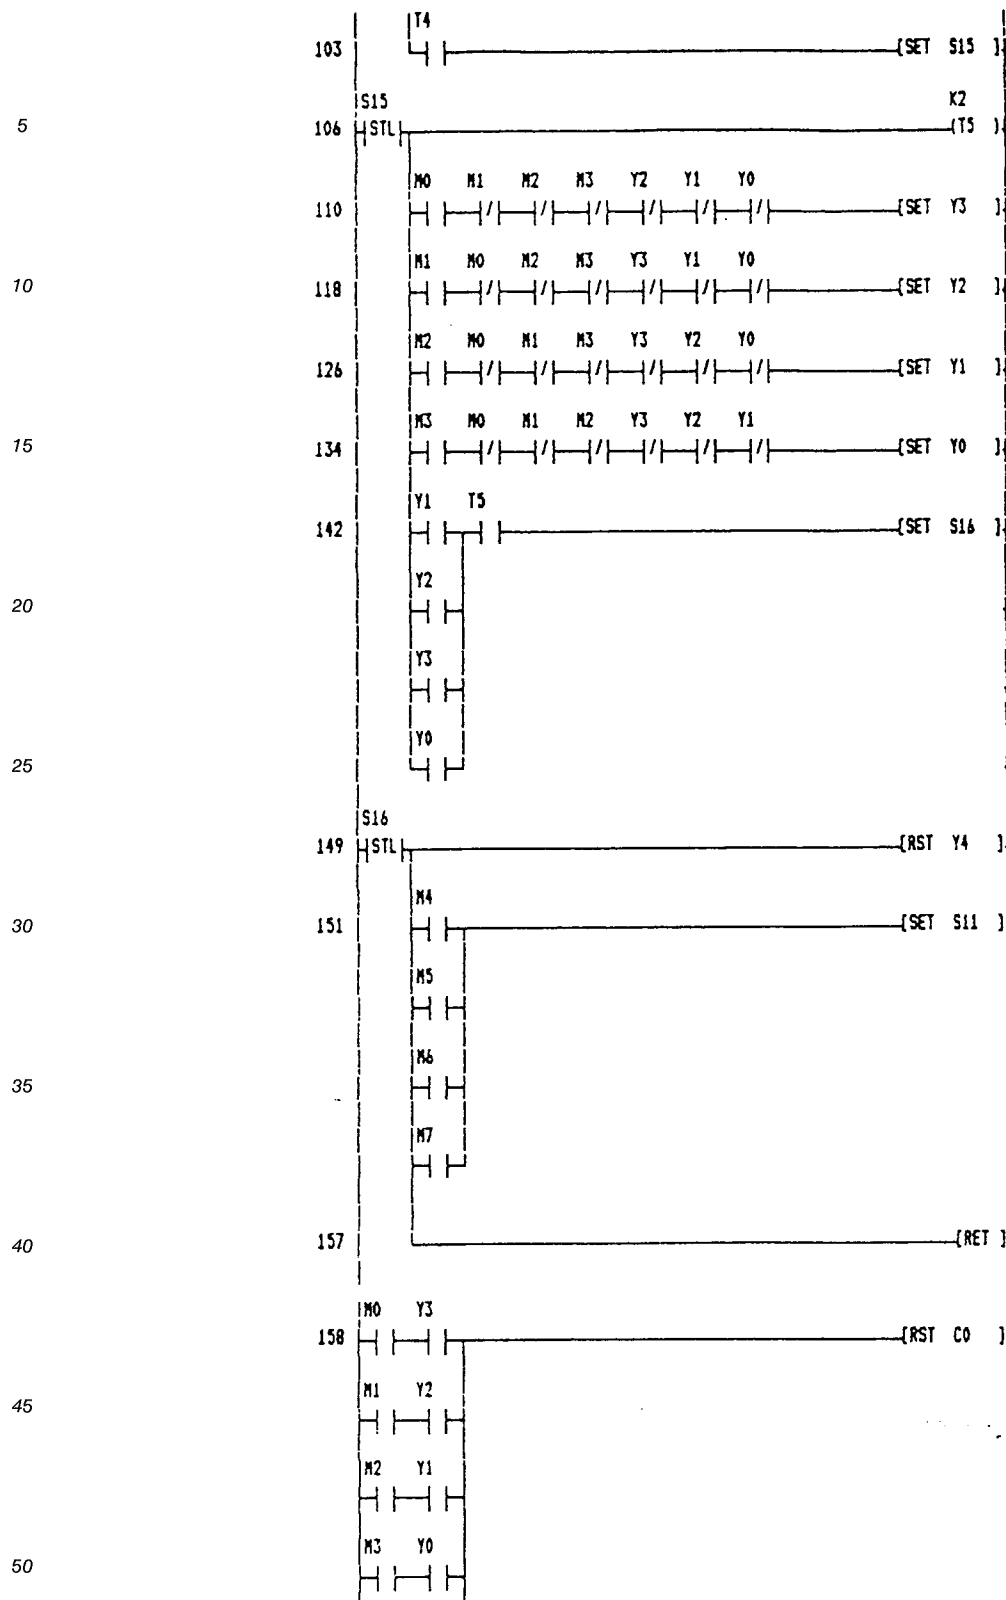 T4
103 [SET S15 ]
S15 K2
5 106 STL (T5 )
M0 M1 M2 M3 Y2 Y1 Y0
110 [SET Y3 ]
M1 M0 M2 M3 Y3 Y1 Y0
10 118 [SET Y2 ]
M2 M0 M1 M3 Y3 Y2 Y0
126 [SET Y1 ]
M3 M0 M1 M2 Y3 Y2 Y1
15 134 [SET Y0 ]
Y1 T5
142 [SET S16 ]
Y2
20
Y3
Y0
25
S16
149 STL [RST Y4 ]
M4
30 151 [SET S11 ]
M5
M6
35
M7
40 157 [RET ]
M0 Y3
158 [RST C0 ]
M1 Y2
45
M2 Y1
M3 Y0
50